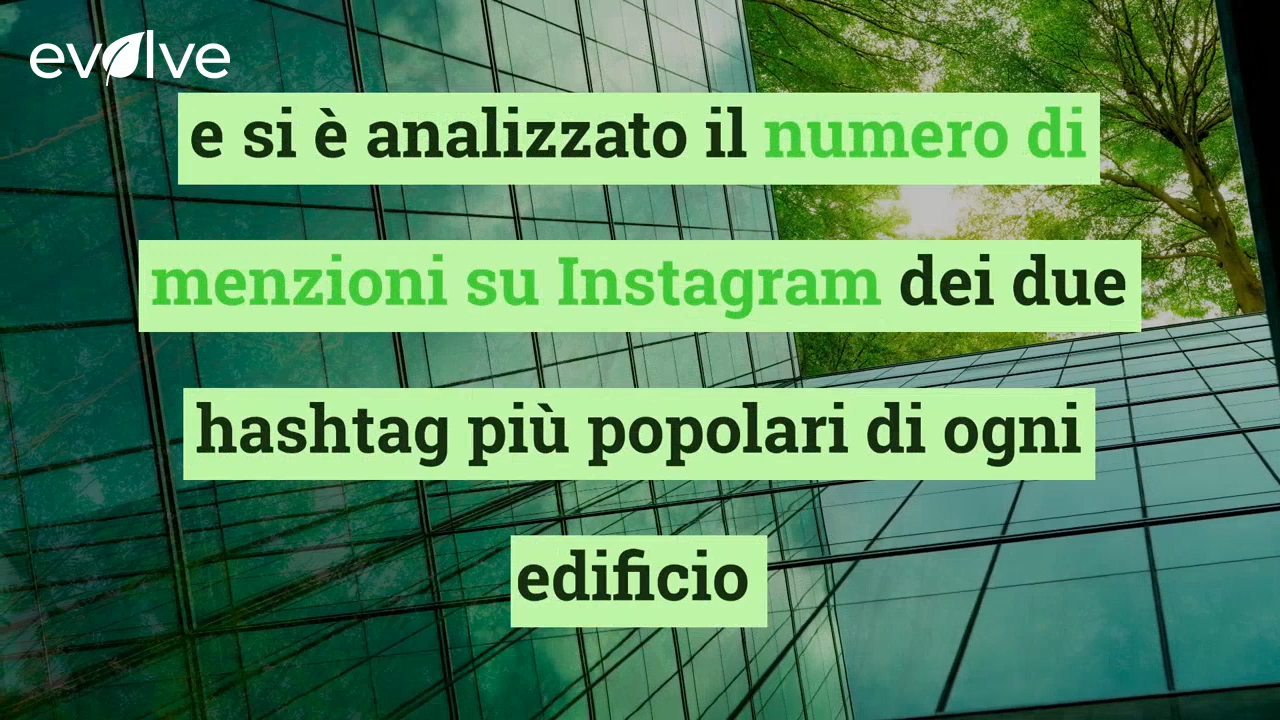 evolve
e si è analizzato il numero di
menzioni su Instagram dei due
hashtag più popolari di ogni
edificio